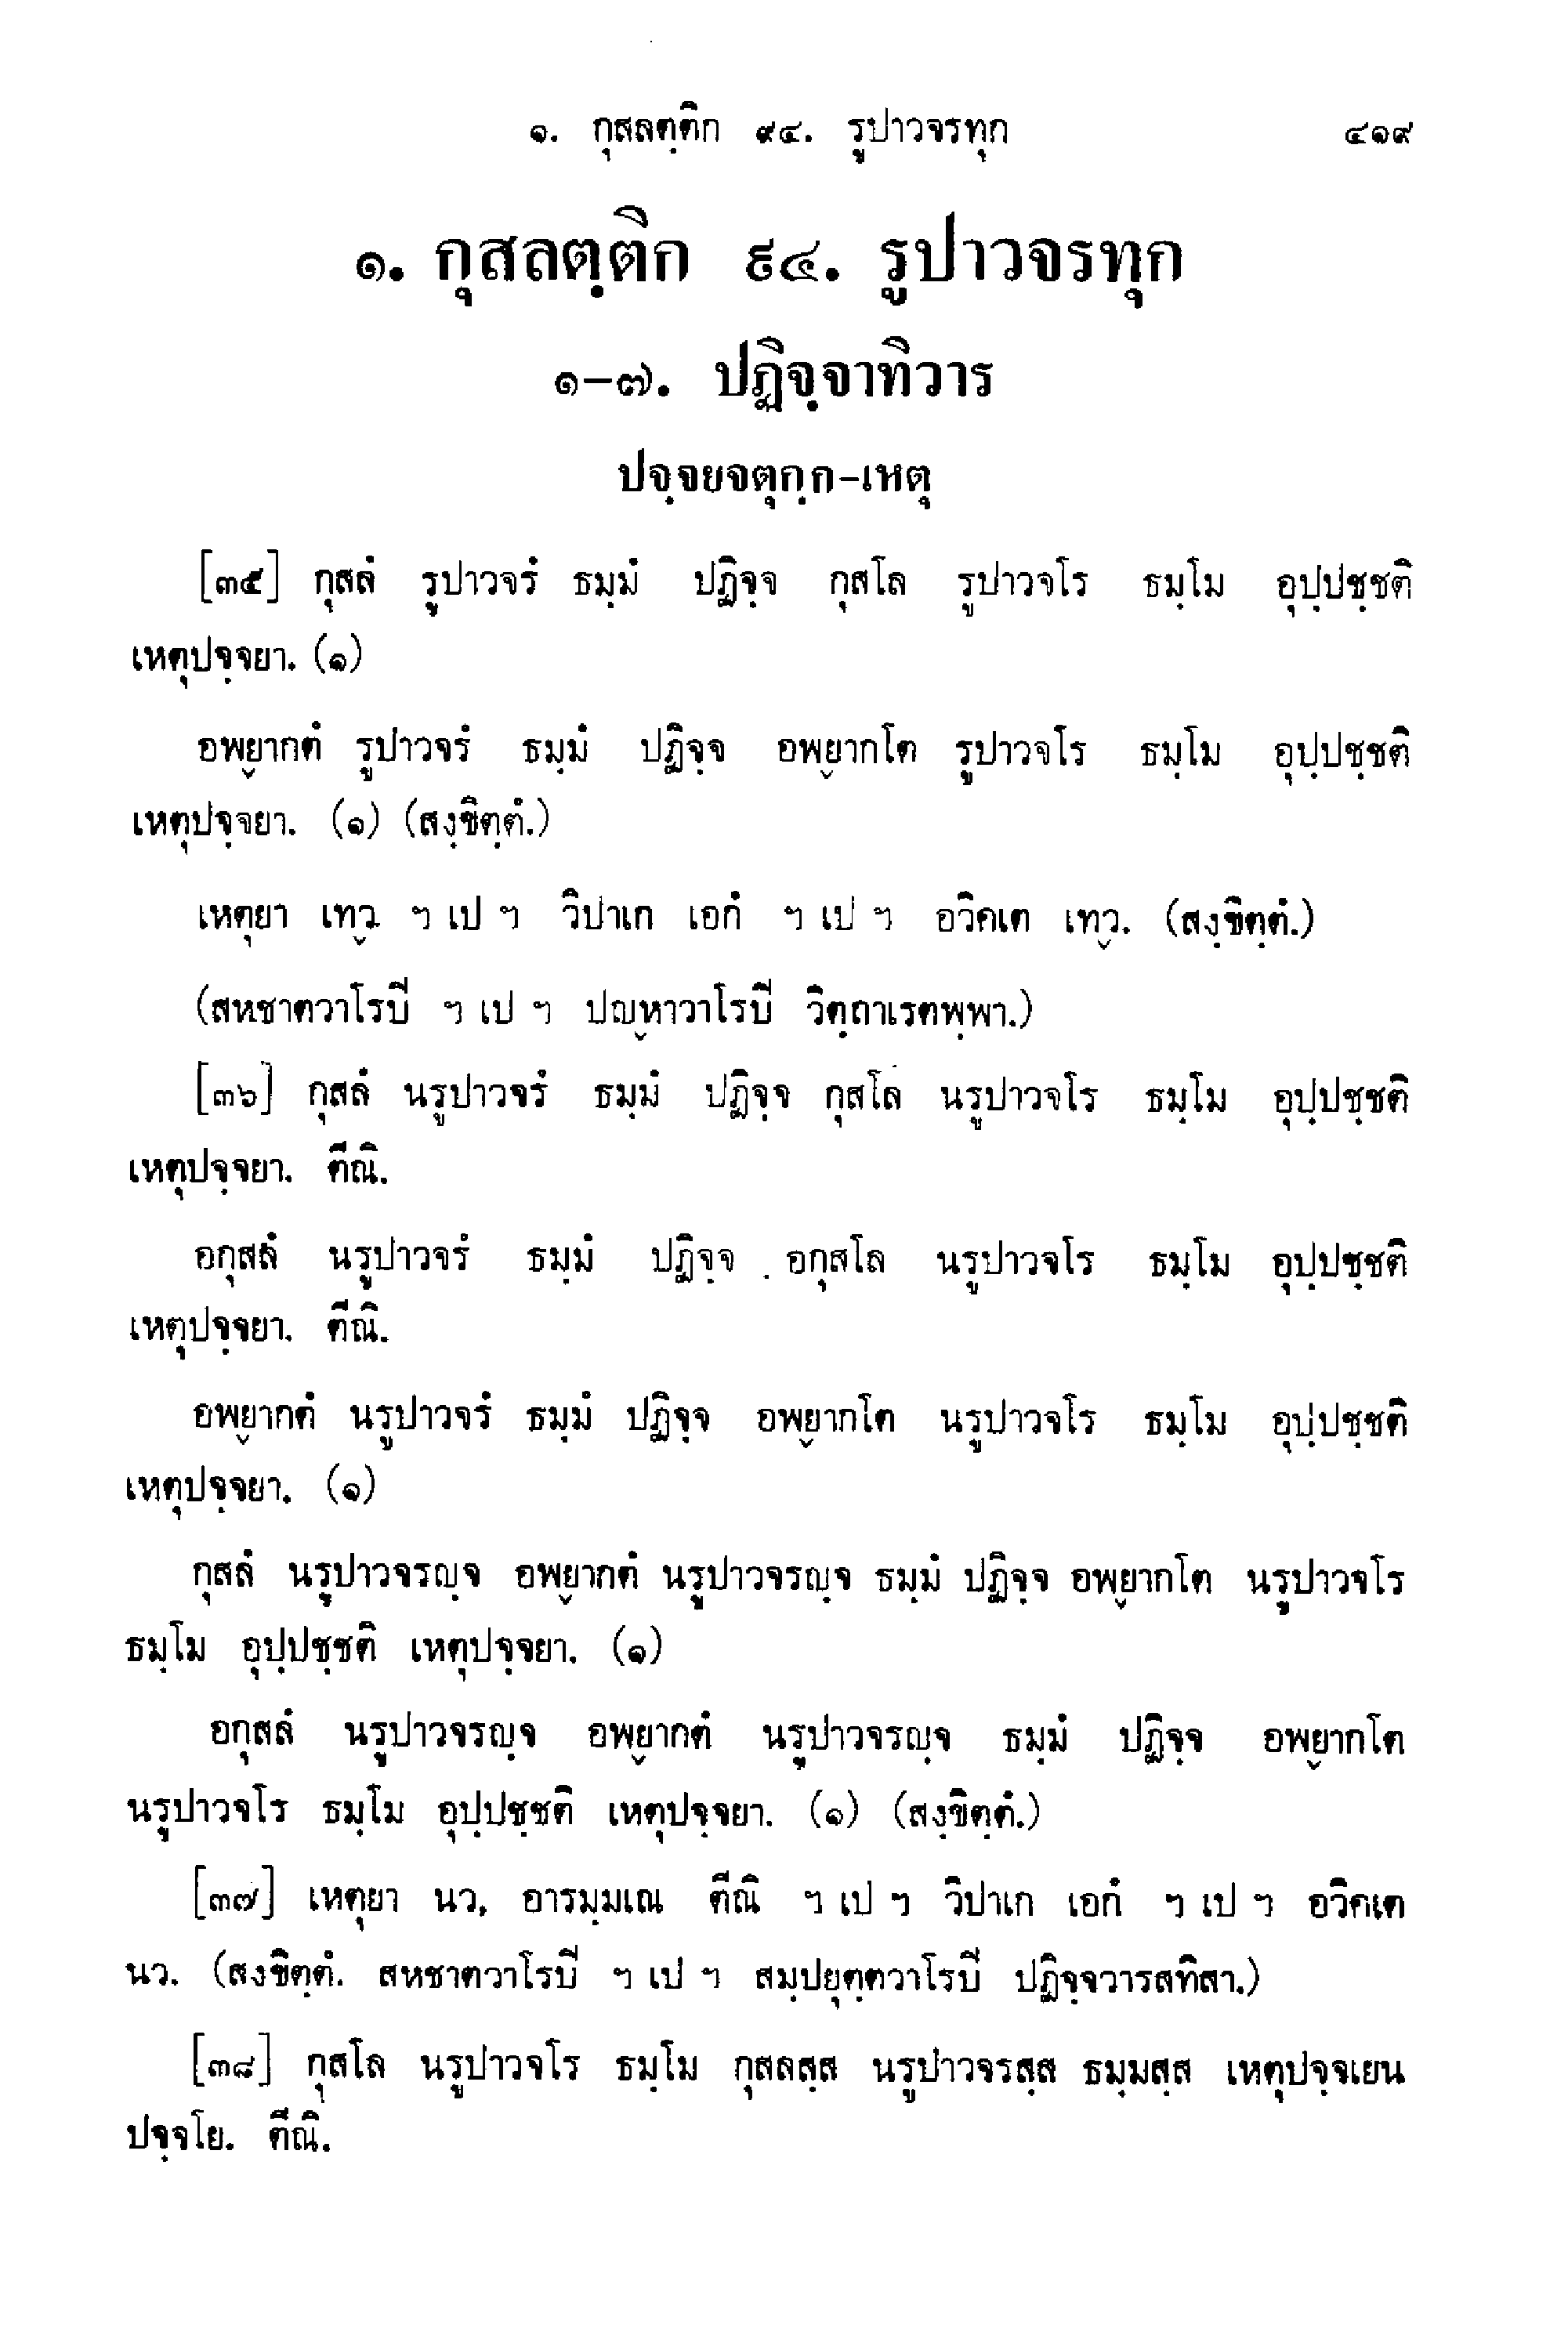 ๑. กุสลตฺติก ๙๔. รูปาวจรทุก ๔๑๙
๑. กุสลตฺติก ๙๔. รูปาวจรทุก
๑-๗. ปฏิจฺจาทิวาร
ปจฺจยจตุกฺก-เหตุ
[๓๕] กุสลํ รูปาวจรํ ธมฺมํ ปฏิจฺจ กุสโล รูปาวจโร ธมฺโม อุปฺปชฺชติ
เหตุปจฺจยา. (๑)
อพฺยากตํ รูปาวจรํ ธมฺมํ ปฏิจฺจ อพฺยากโต รูปาวจโร ธมฺโม อุปฺปชฺชติ
เหตุปจฺจยา. (๑) (สงฺขิตฺตํ.)
เหตุยา เทฺว ฯ เป ฯ วิปาเก เอกํ ฯ เป ฯ อวิคเต เทฺว. (สงฺขิตฺตํ.)
(สหชาตวาโรปี ฯ เป ฯ ปญฺหาวาโรปี วิตฺถาเรตพฺพา.)
[๓๖] กุสลํ นรูปาวจรํ ธมฺมํ ปฏิจฺจ กุสโล นรูปาวจโร ธมฺโม อุปฺปชฺชติ
เหตุปจฺจยา. ตีณิ.
อกุสลํ นรูปาวจรํ ธมฺมํ ปฏิจฺจ อกุสโล นรูปาวจโร ธมฺโม อุปฺปชฺชติ
เหตุปจฺจยา. ตีณิ.
อพฺยากตํ นรูปาวจรํ ธมฺมํ ปฏิจฺจ อพฺยากโต นรูปาวจโร ธมฺโม อุปฺปชฺชติ
เหตุปจฺจยา. (๑)
กุสลํ นรูปาวจรญฺจ อพฺยากตํ นรูปาวจรญฺจ ธมฺมํ ปฏิจฺจ อพฺยากโต นรูปาวจโร
ธมฺโม อุปฺปชฺชติ เหตุปจฺจยา. (๑)
อกุสลํ นรูปาวจรญฺจ อพฺยากตํ นรูปาวจรญฺจ ธมฺมํ ปฏิจฺจ อพฺยากโต
นรูปาวจโร ธมฺโม อุปฺปชฺชติ เหตุปจฺจยา. (๑) (สงฺขิตฺตํ.)
[๓๗] เหตุยา นว, อารมฺมเณ ตีณิ ฯ เป ฯ วิปาเก เอกํ ฯ เป ฯ อวิคเต
นว. (สงขิตฺตํ. สหชาตวาโรปี ฯ เป ฯ สมฺปยุตฺตวาโรปี ปฏิจฺจวารสทิสา.)
[๓๘] กุสโล นรูปาวจโร ธมฺโม กุสลสฺส นรูปาวจรสฺส ธมฺมสฺส เหตุปจฺจเยน
ปจฺจโย. ตีณิ.